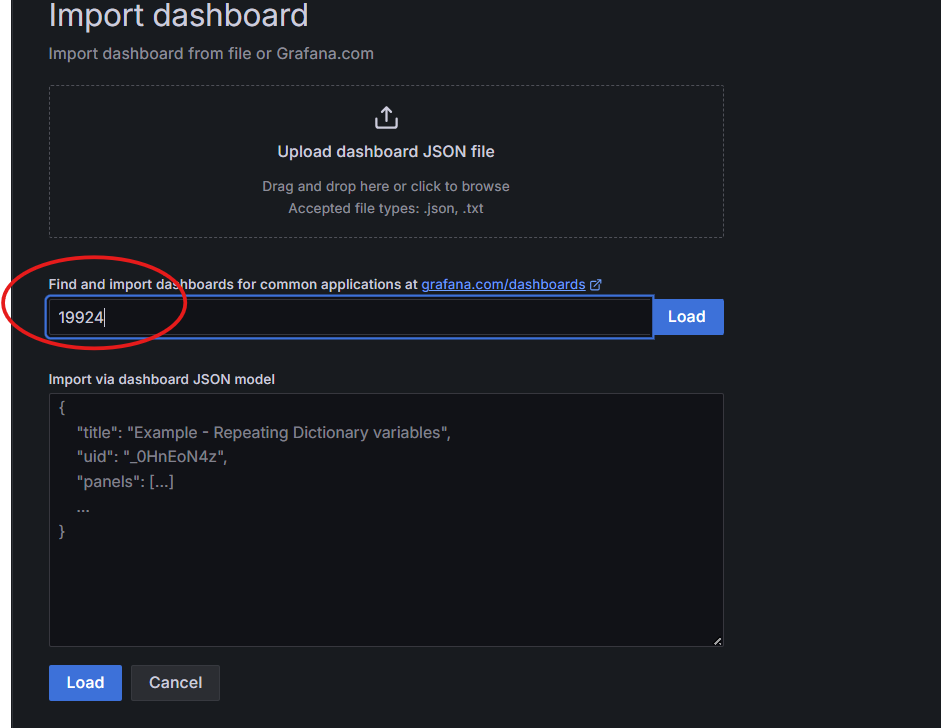 Import dashboard
Import dashboard from file or Grafana.com
Upload dashboard JSON file
Drag and drop here or click to browse
Accepted file types: .json, .txt
Find and import dashboards for common applications at grafana.com/dashboards
19924
Load
Import via dashboard JSON model
{
"title": "Example - Repeating Dictionary variables",
"uid": "_0HnEoN4z",
"panels": [...]
...
}
Load Cancel